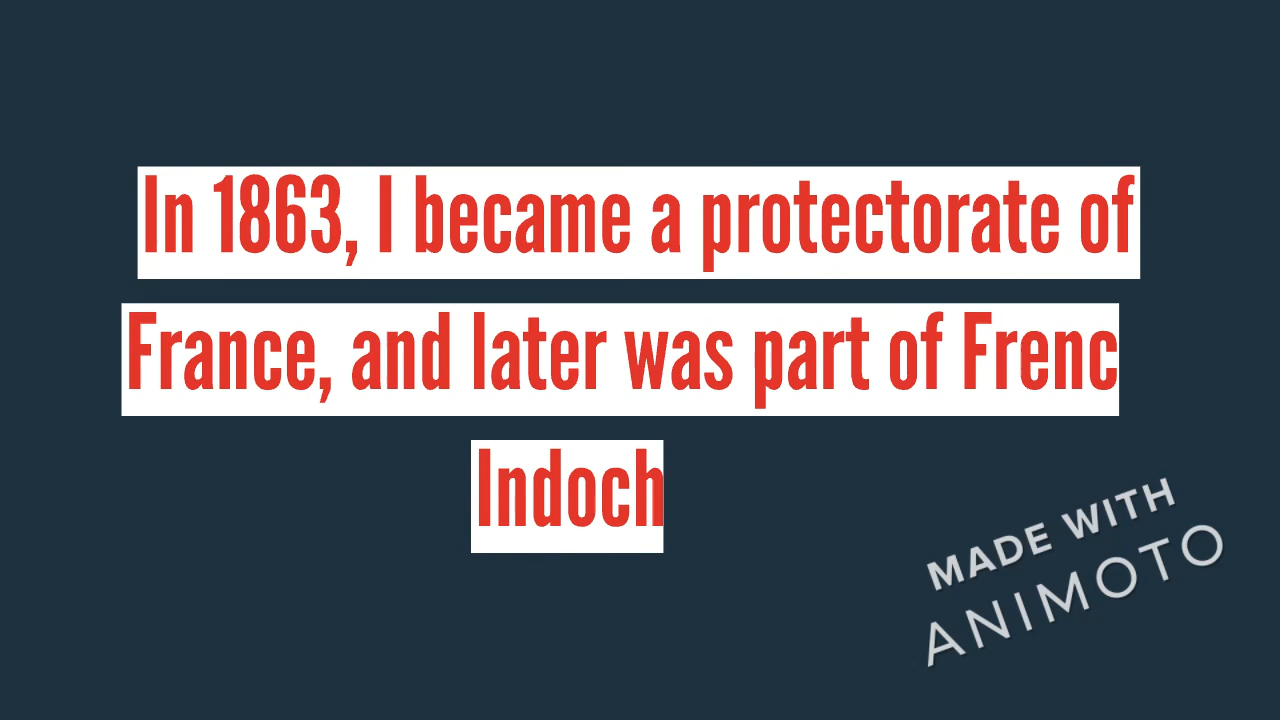 In 1863, I became a protectorate of
France, and later was part of Frenc
Indoch
MADE WITH
ANIMOTO